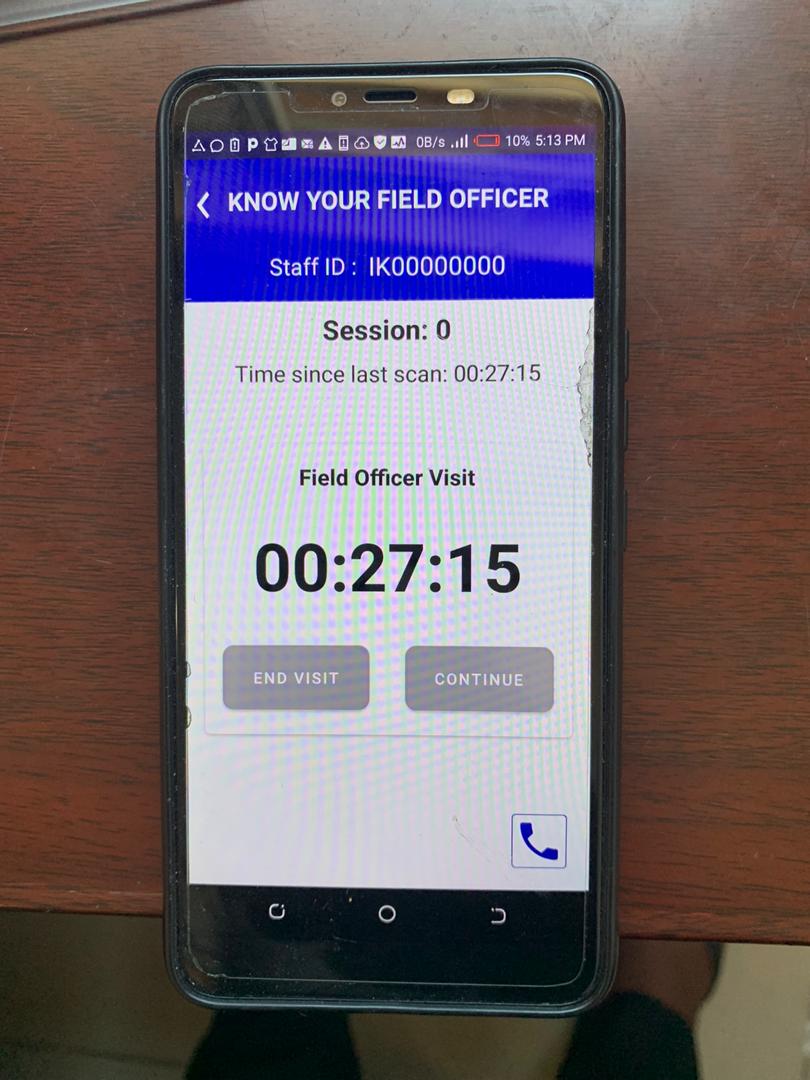 0B/s 10% 5:13 PM
KNOW YOUR FIELD OFFICER
Staff ID : IK00000000
Session: 0
Time since last scan: 00:27:15
Field Officer Visit
00:27:15
END VISIT CONTINUE